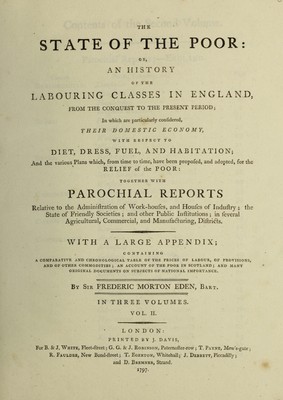 THE
STATE OF THE POOR:
OR,
AN HISTORY
OF THE
LABOURING CLASSES IN ENGLAND,
FROM THE CONQUEST TO THE PRESENT PERIOD;
In which are particularly considered,
THEIR DOMESTIC ECONOMY,
WITH RESPECT TO
DIET, DRESS, FUEL, AND HABITATION;
And the various Plans which, from time to time, have been proposed, and adopted, for the
RELIEF of the POOR:
TOGETHER WITH
PAROCHIAL REPORTS
Relative to the Administration of Work-houses, and Houses of Industry; the
State of Friendly Societies; and other Public Institutions; in several
Agricultural, Commercial, and Manufacturing, Districts.
WITH A LARGE APPENDIX;
CONTAINING
A COMPARATIVE AND CHRONOLOGICAL TABLE OF THE PRICES OF LABOUR, OF PROVISIONS,
AND OF OTHER COMMODITIES; AN ACCOUNT OF THE POOR IN SCOTLAND; AND MANY
ORIGINAL DOCUMENTS ON SUBJECTS OF NATIONAL IMPORTANCE.
BY SIR FREDERIC MORTON EDEN, BART.
IN THREE VOLUMES.
VOL. II.
LONDON:
PRINTED BY J. DAVIS,
For B. & J. WHITE, Fleet-street; G. G. & J. ROBINSON, Paternoster-row; T. PAYNE, Mew's-gate;
R. FAULDER, New Bond-street; T. EGERTON, Whitehall; J. DEBRETT, Piccadilly;
and D. BREMNER, Strand.
1797.